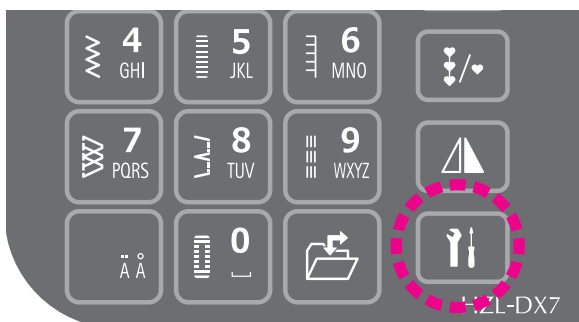 4 5 6
GHI JKL MNO
7 8 9
PQRS TUV WXYZ
Ä Å 0
HZL-DX7